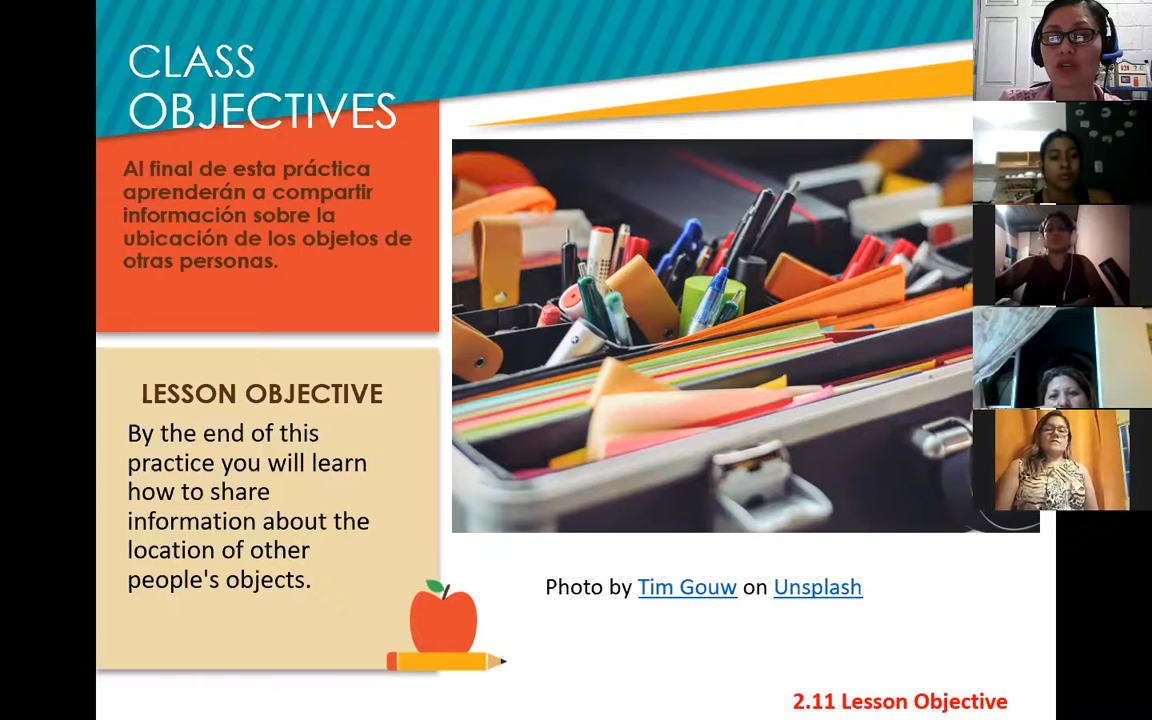 CLASS
OBJECTIVES
Al final de esta práctica
aprenderán a compartir
información sobre la
ubicación de los objetos de
otras personas.
LESSON OBJECTIVE
By the end of this
practice you will learn
how to share
information about the
location of other
people's objects.
Photo by Tim Gouw on Unsplash
2.11 Lesson Objective